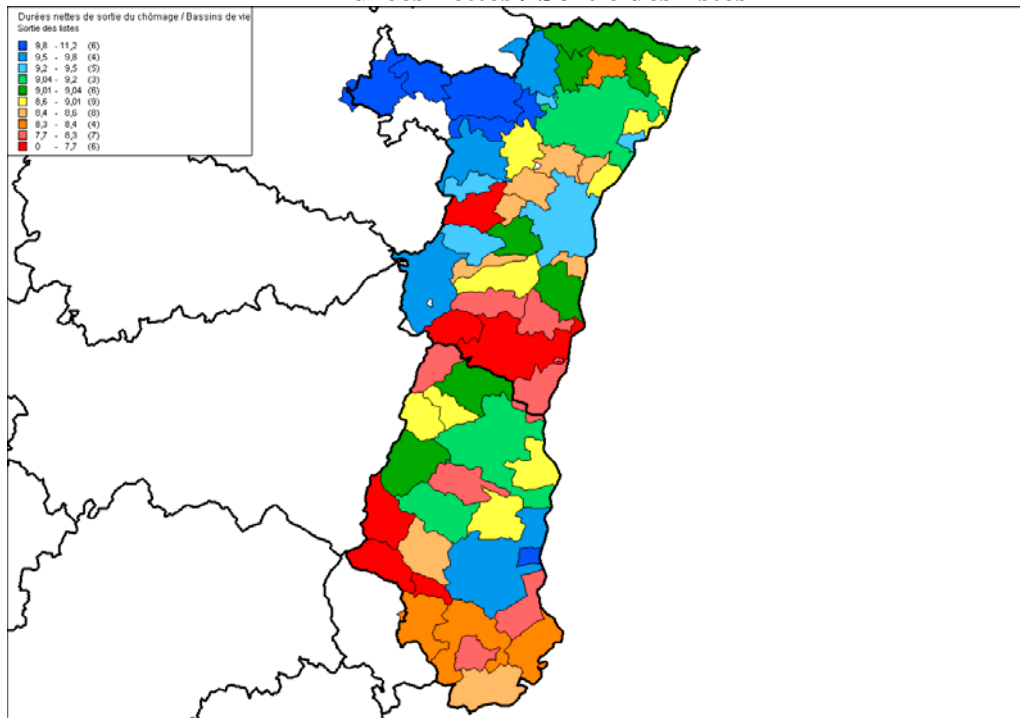 Durées nettes de sortie du chômage / Bassins de vie
Sortie des listes
9,8 - 11,2 (6)
9,5 - 9,8 (4)
9,2 - 9,5 (5)
9,04 - 9,2 (3)
9,01 - 9,04 (6)
8,6 - 9,01 (9)
8,4 - 8,6 (8)
8,3 - 8,4 (4)
7,7 - 8,3 (7)
0 - 7,7 (6)